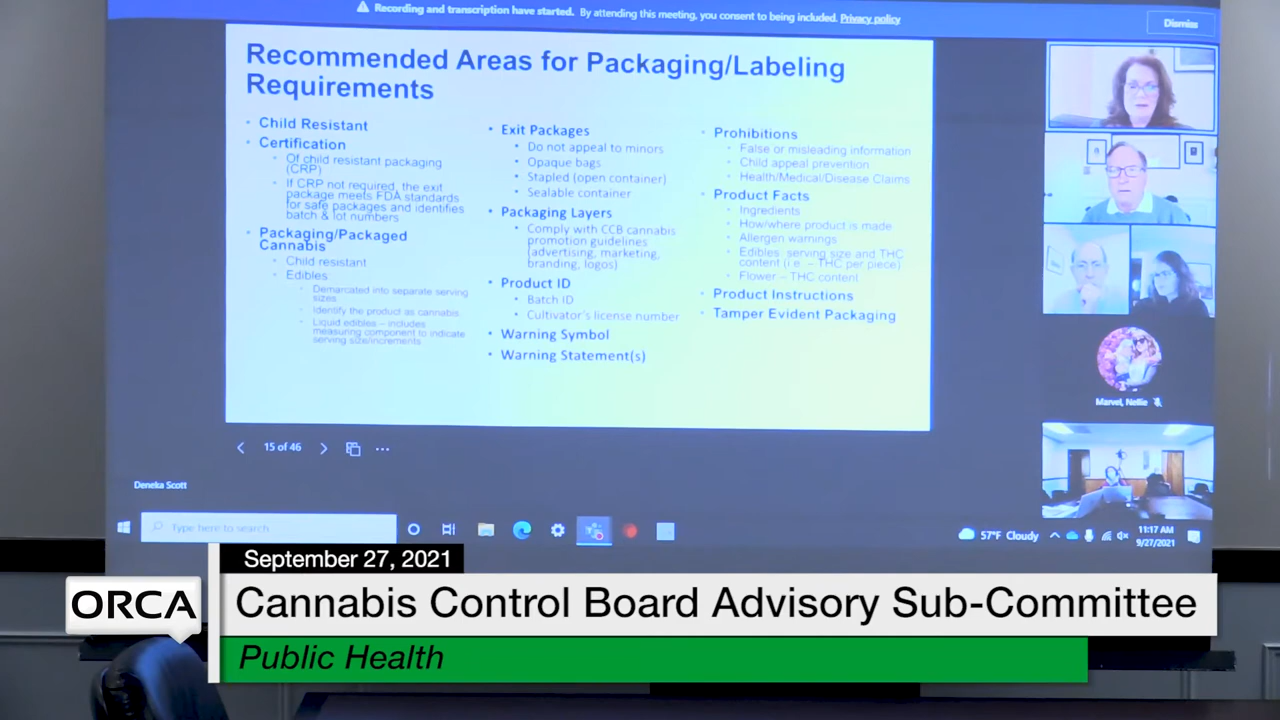 Recording and transcription have started. By attending this meeting, you consent to being included. Privacy policy
Dismiss
Recommended Areas for Packaging/Labeling
Requirements
• Child Resistant
• Certification
• Of child resistant packaging
(CRP)
• If CRP not required, the exit
package meets FDA standards
for safe packages and identifies
batch & lot numbers
• Packaging/Packaged
Cannabis
• Child resistant
• Edibles:
• Demarcated into separate serving
sizes
• Identify the product as cannabis
• Liquid edibles – includes
measuring component to indicate
serving size/increments
• Exit Packages
• Do not appeal to minors
• Opaque bags
• Stapled (open container)
• Sealable container
• Packaging Layers
• Comply with CCB cannabis
promotion guidelines
(advertising, marketing,
branding, logos)
• Product ID
• Batch ID
• Cultivator's license number
• Warning Symbol
• Warning Statement(s)
• Prohibitions
• False or misleading information
• Child appeal prevention
• Health/Medical/Disease Claims
• Product Facts
• Ingredients
• How/where product is made
• Allergen warnings
• Edibles: serving size and THC
content (i.e. – THC per piece)
• Flower – THC content
• Product Instructions
• Tamper Evident Packaging
Marvel, Nellie
15 of 46
Deneka Scott
Type here to search
57°F Cloudy
11:17 AM
9/27/2021
September 27, 2021
ORCA
Cannabis Control Board Advisory Sub-Committee
Public Health